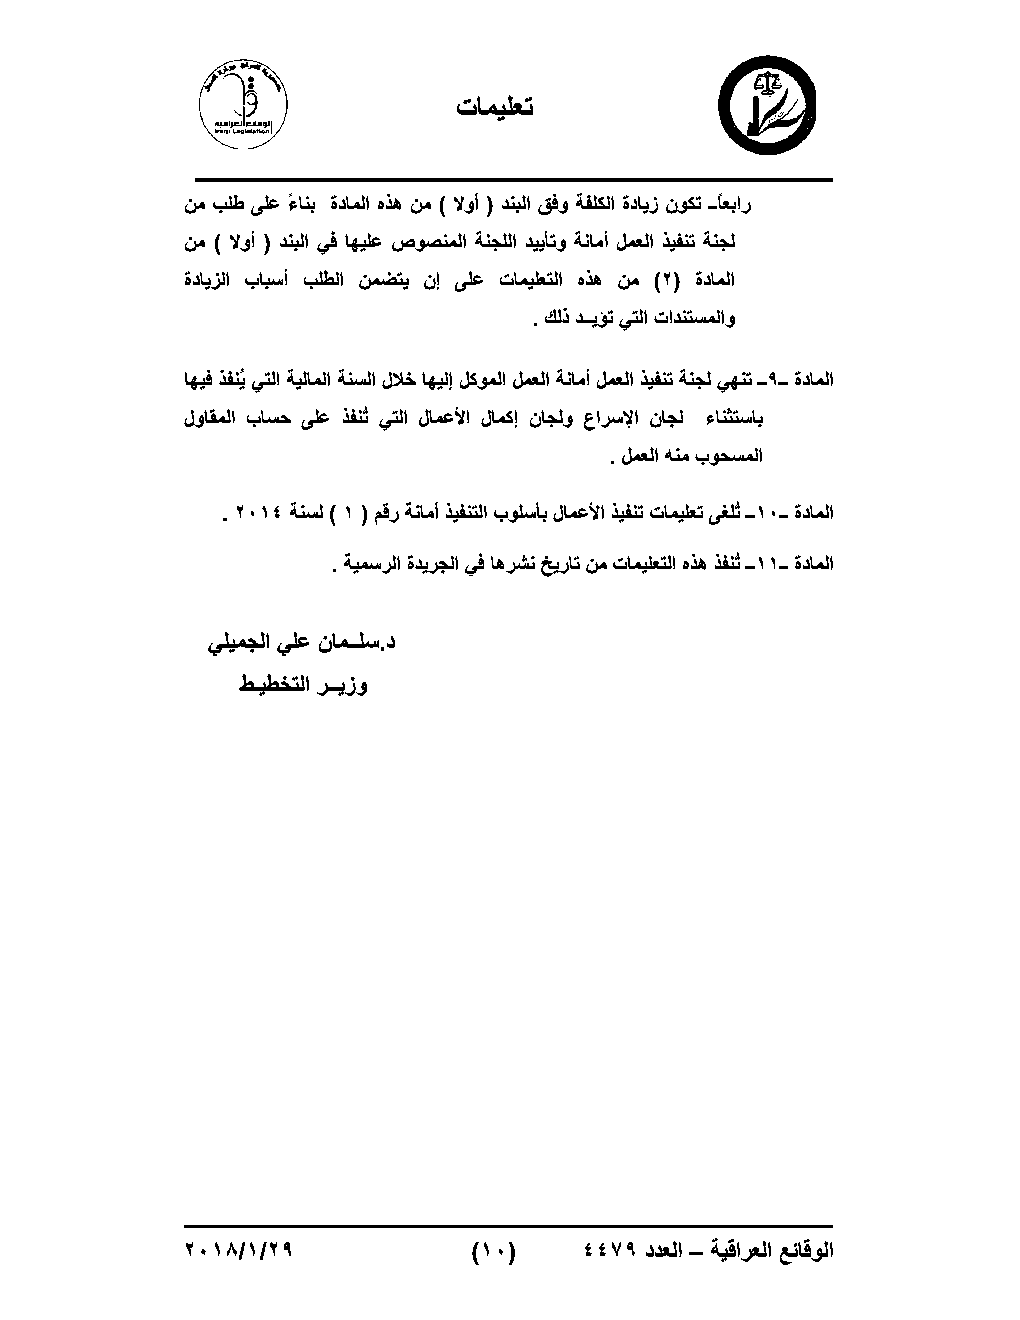 تعليمات
رابعاً– تكون زيادة الكلفة وفق البند ( أولا ) من هذه المادة بناءً على طلب من
لجنة تنفيذ العمل أمانة وتأييد اللجنة المنصوص عليها في البند ( أولا ) من
المادة (٢) من هذه التعليمات على إن يتضمن الطلب أسباب الزيادة
والمستندات التي تؤيــد ذلك .
المادة –٩– تنهي لجنة تنفيذ العمل أمانة العمل الموكل إليها خلال السنة المالية التي يُنفذ فيها
باستثناء لجان الإسراع ولجان إكمال الأعمال التي تُنفذ على حساب المقاول
المسحوب منه العمل .
المادة –١٠– تُلغى تعليمات تنفيذ الأعمال بأسلوب التنفيذ أمانة رقم ( ١ ) لسنة ٢٠١٤ .
المادة –١١– تُنفذ هذه التعليمات من تاريخ نشرها في الجريدة الرسمية .
د.سلــمان علي الجميلي
وزيــر التخطيـط
الوقائع العراقية – العدد ٤٤٧٩ (١٠) ٢٠١٨/١/٢٩